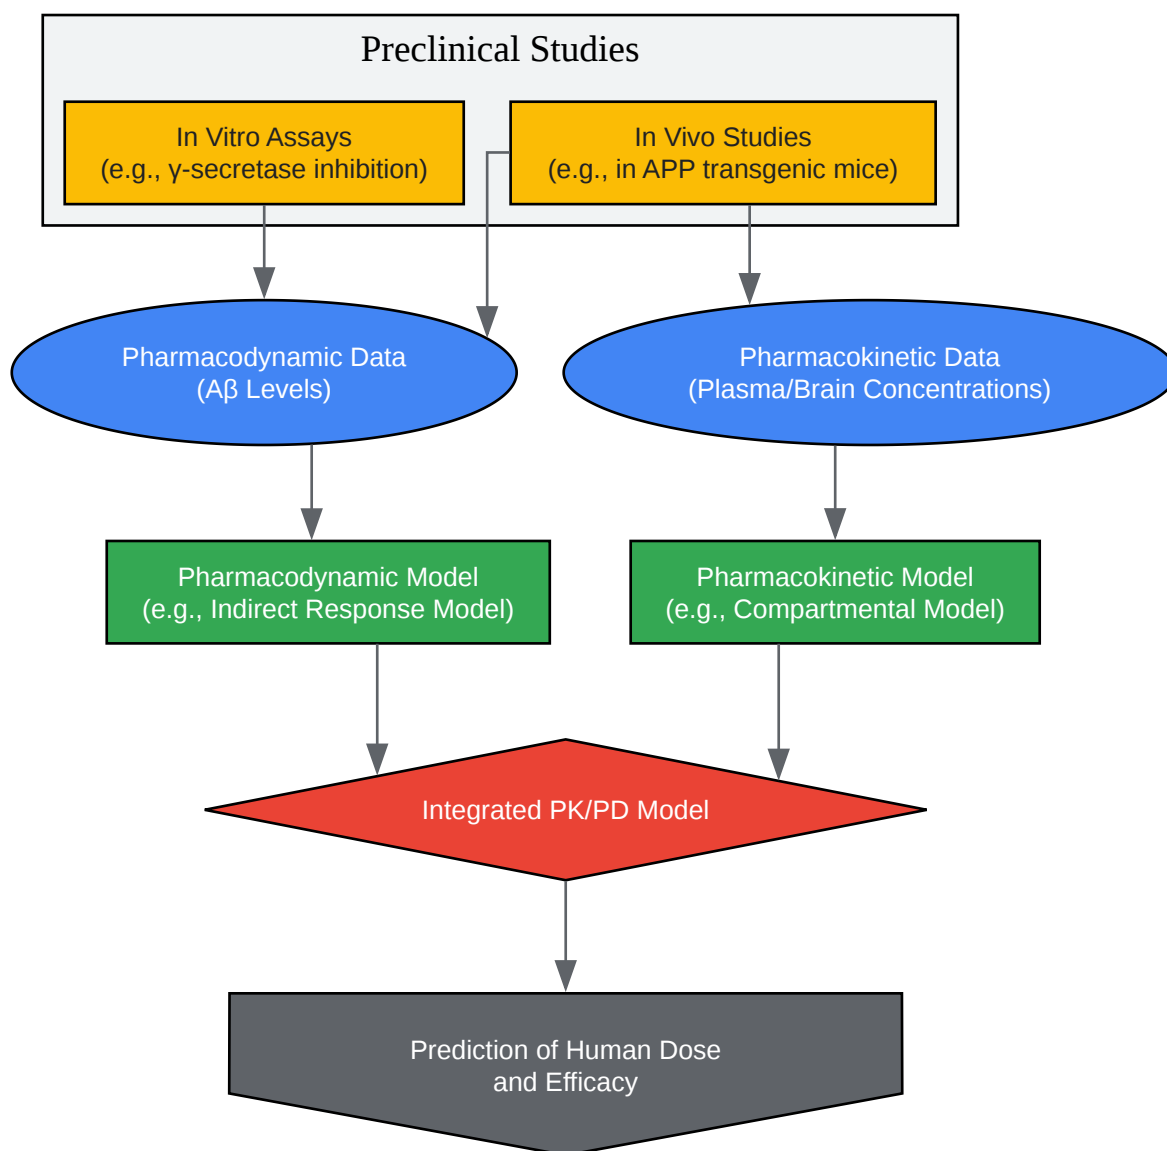 Preclinical Studies
In Vitro Assays
(e.g., γ-secretase inhibition)
In Vivo Studies
(e.g., in APP transgenic mice)
Pharmacodynamic Data
(Aβ Levels)
Pharmacokinetic Data
(Plasma/Brain Concentrations)
Pharmacodynamic Model
(e.g., Indirect Response Model)
Pharmacokinetic Model
(e.g., Compartmental Model)
Integrated PK/PD Model
Prediction of Human Dose
and Efficacy